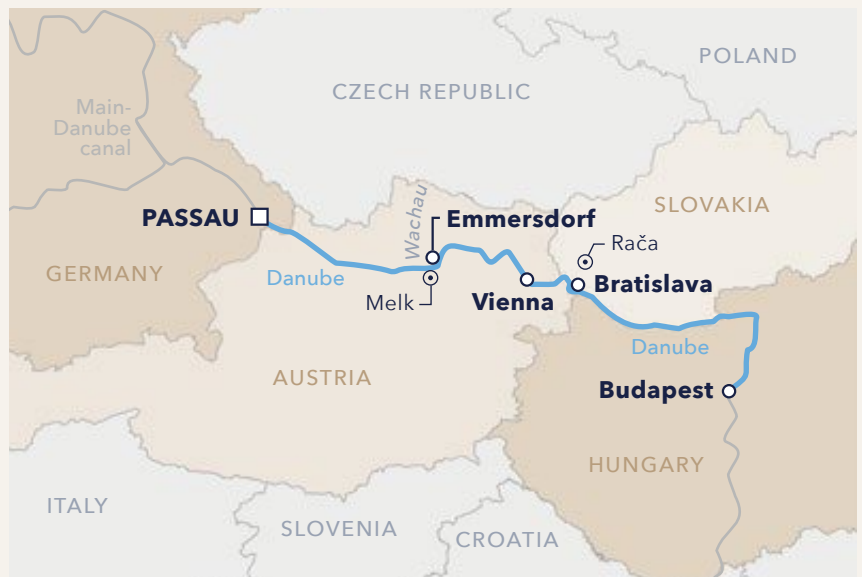 POLAND
CZECH REPUBLIC
Main-
Danube
canal
Wachau
PASSAU
Emmersdorf
SLOVAKIA
Rača
GERMANY
Danube
Melk
Vienna
Bratislava
Danube
AUSTRIA
Budapest
HUNGARY
ITALY
SLOVENIA
CROATIA